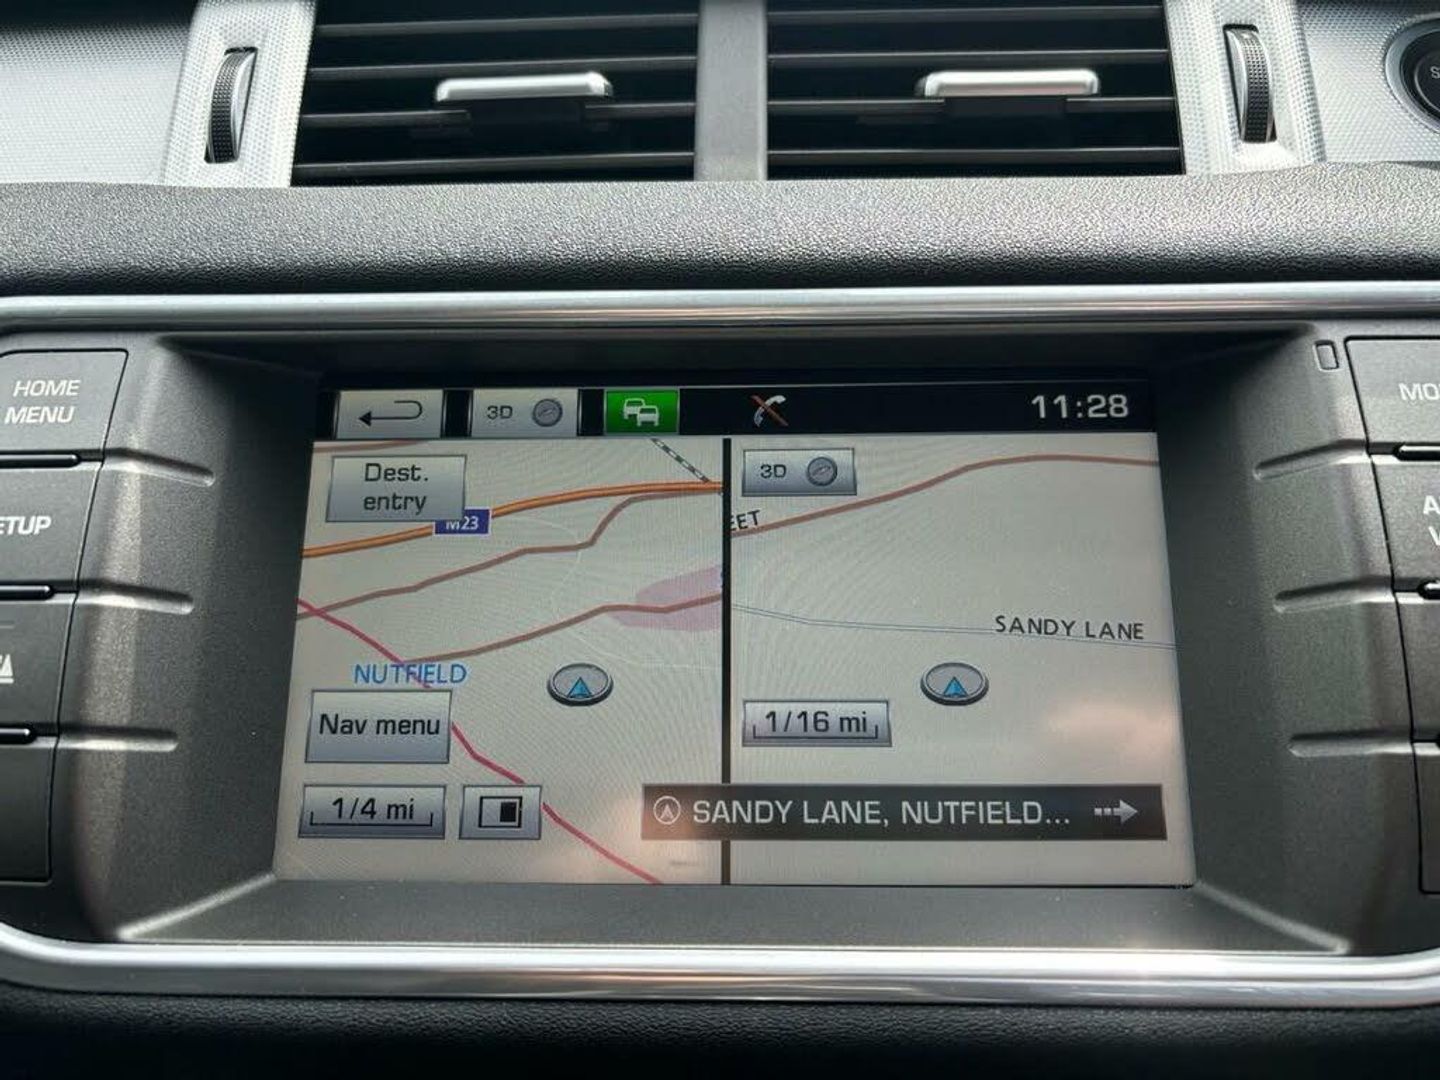 HOME
MENU
3D
11:28
Dest.
entry
M23
3D
SANDY LANE
NUTFIELD
Nav menu
1/16 mi
1/4 mi
SANDY LANE, NUTFIELD...